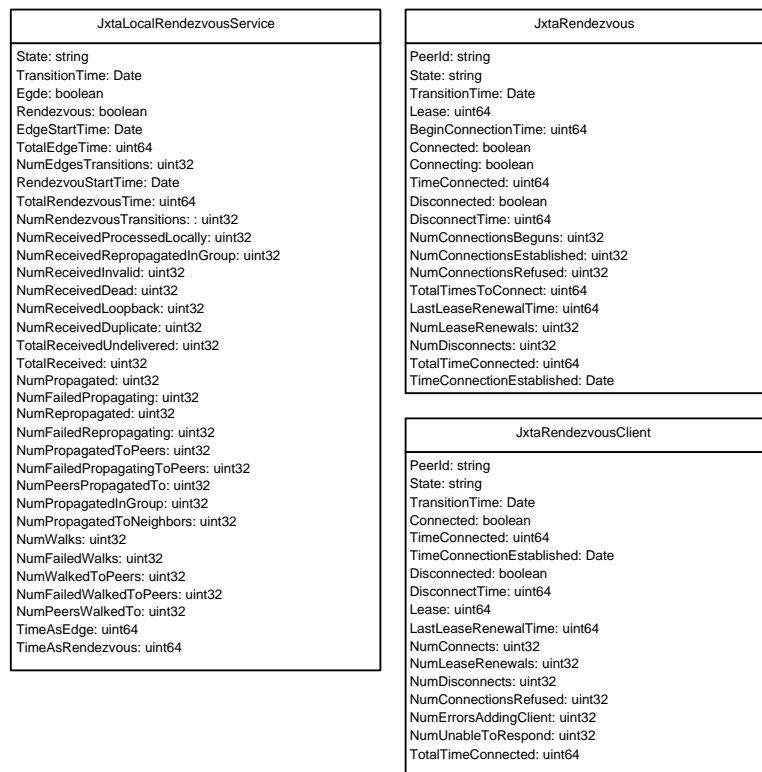 JxtaLocalRendezvousService
State: string
TransitionTime: Date
Egde: boolean
Rendezvous: boolean
EdgeStartTime: Date
TotalEdgeTime: uint64
NumEdgesTransitions: uint32
RendezvouStartTime: Date
TotalRendezvousTime: uint64
NumRendezvousTransitions: : uint32
NumReceivedProcessedLocally: uint32
NumReceivedRepropagatedInGroup: uint32
NumReceivedInvalid: uint32
NumReceivedDead: uint32
NumReceivedLoopback: uint32
NumReceivedDuplicate: uint32
TotalReceivedUndelivered: uint32
TotalReceived: uint32
NumPropagated: uint32
NumFailedPropagating: uint32
NumRepropagated: uint32
NumFailedRepropagating: uint32
NumPropagatedToPeers: uint32
NumFailedPropagatingToPeers: uint32
NumPeersPropagatedTo: uint32
NumPropagatedInGroup: uint32
NumPropagatedToNeighbors: uint32
NumWalks: uint32
NumFailedWalks: uint32
NumWalkedToPeers: uint32
NumFailedWalkedToPeers: uint32
NumPeersWalkedTo: uint32
TimeAsEdge: uint64
TimeAsRendezvous: uint64
JxtaRendezvous
PeerId: string
State: string
TransitionTime: Date
Lease: uint64
BeginConnectionTime: uint64
Connected: boolean
Connecting: boolean
TimeConnected: uint64
Disconnected: boolean
DisconnectTime: uint64
NumConnectionsBeguns: uint32
NumConnectionsEstablished: uint32
NumConnectionsRefused: uint32
TotalTimesToConnect: uint64
LastLeaseRenewalTime: uint64
NumLeaseRenewals: uint32
NumDisconnects: uint32
TotalTimeConnected: uint64
TimeConnectionEstablished: Date
JxtaRendezvousClient
PeerId: string
State: string
TransitionTime: Date
Connected: boolean
TimeConnected: uint64
TimeConnectionEstablished: Date
Disconnected: boolean
DisconnectTime: uint64
Lease: uint64
LastLeaseRenewalTime: uint64
NumConnects: uint32
NumLeaseRenewals: uint32
NumDisconnects: uint32
NumConnectionsRefused: uint32
NumErrorsAddingClient: uint32
NumUnableToRespond: uint32
TotalTimeConnected: uint64